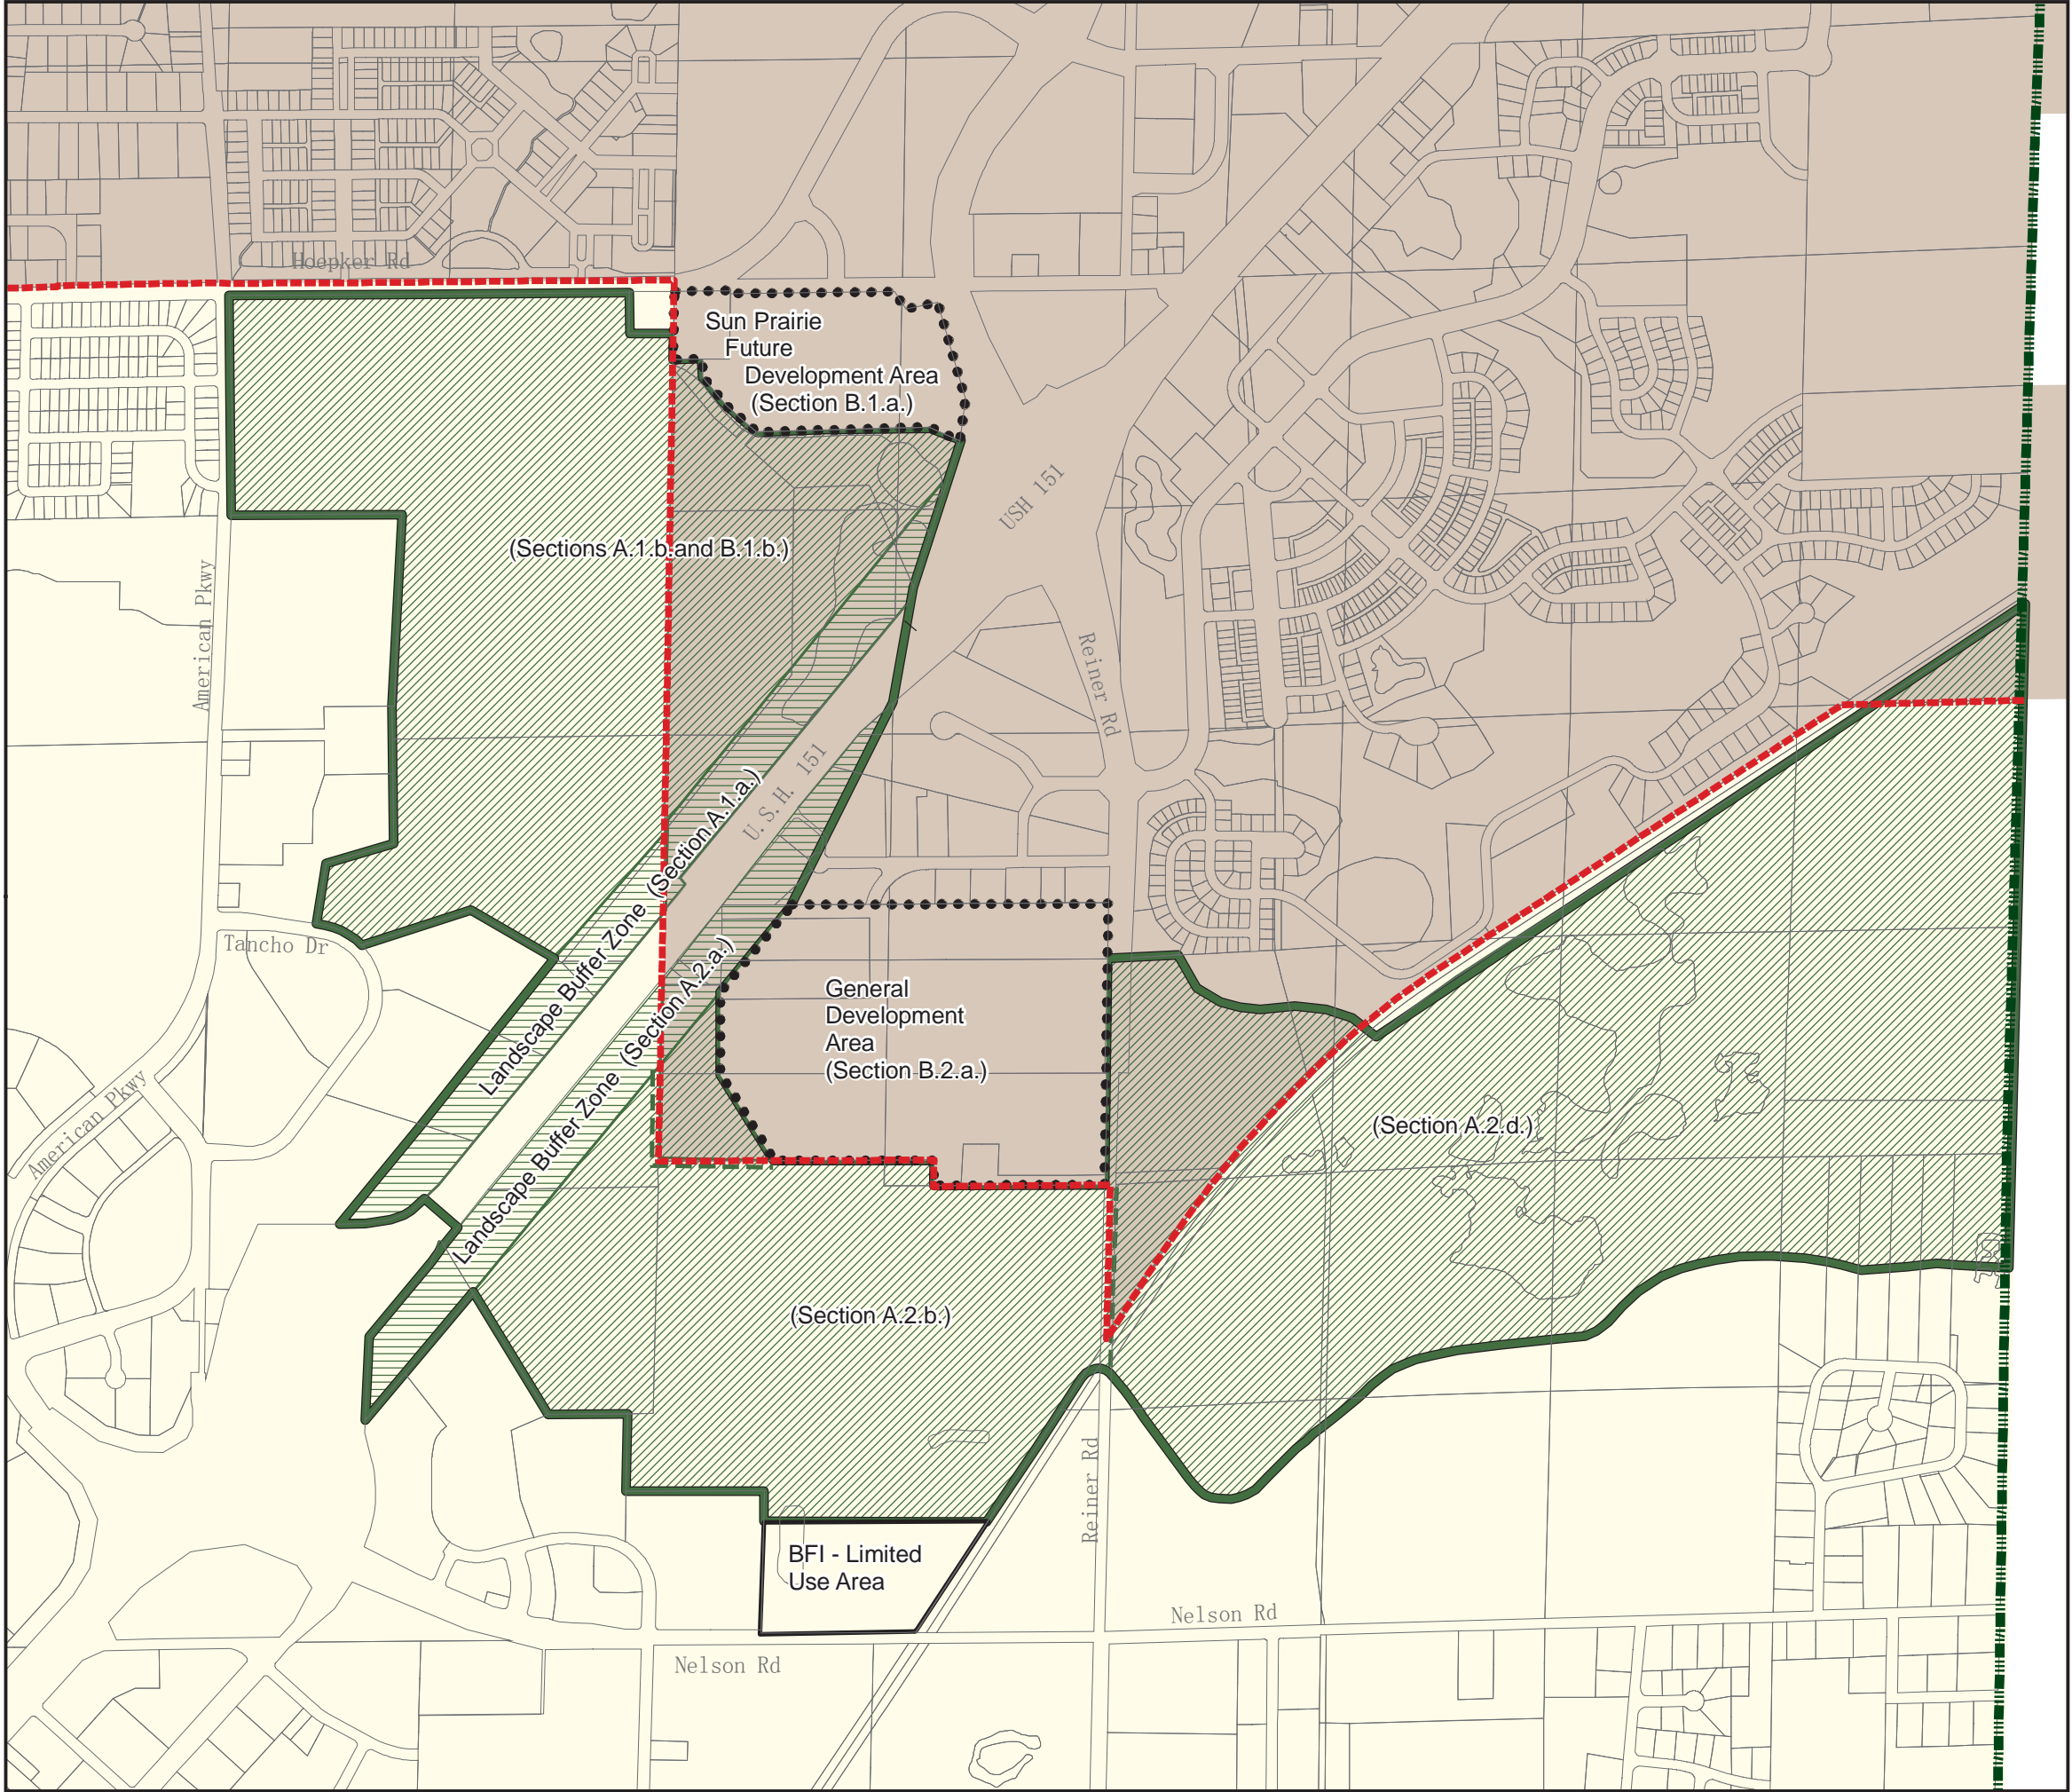 Hoepker Rd
Sun Prairie
Future
Development Area
(Section B.1.a.)
USH 151
(Sections A.1.b.and B.1.b.)
American Pkwy
Reiner Rd
U.S.H. 151
Landscape Buffer Zone (Section A.1.a.)
Tancho Dr
Landscape Buffer Zone (Section A.2.a.)
General
Development
Area
(Section B.2.a.)
American Pkwy
(Section A.2.d.)
(Section A.2.b.)
Reiner Rd
BFI - Limited
Use Area
Nelson Rd
Nelson Rd